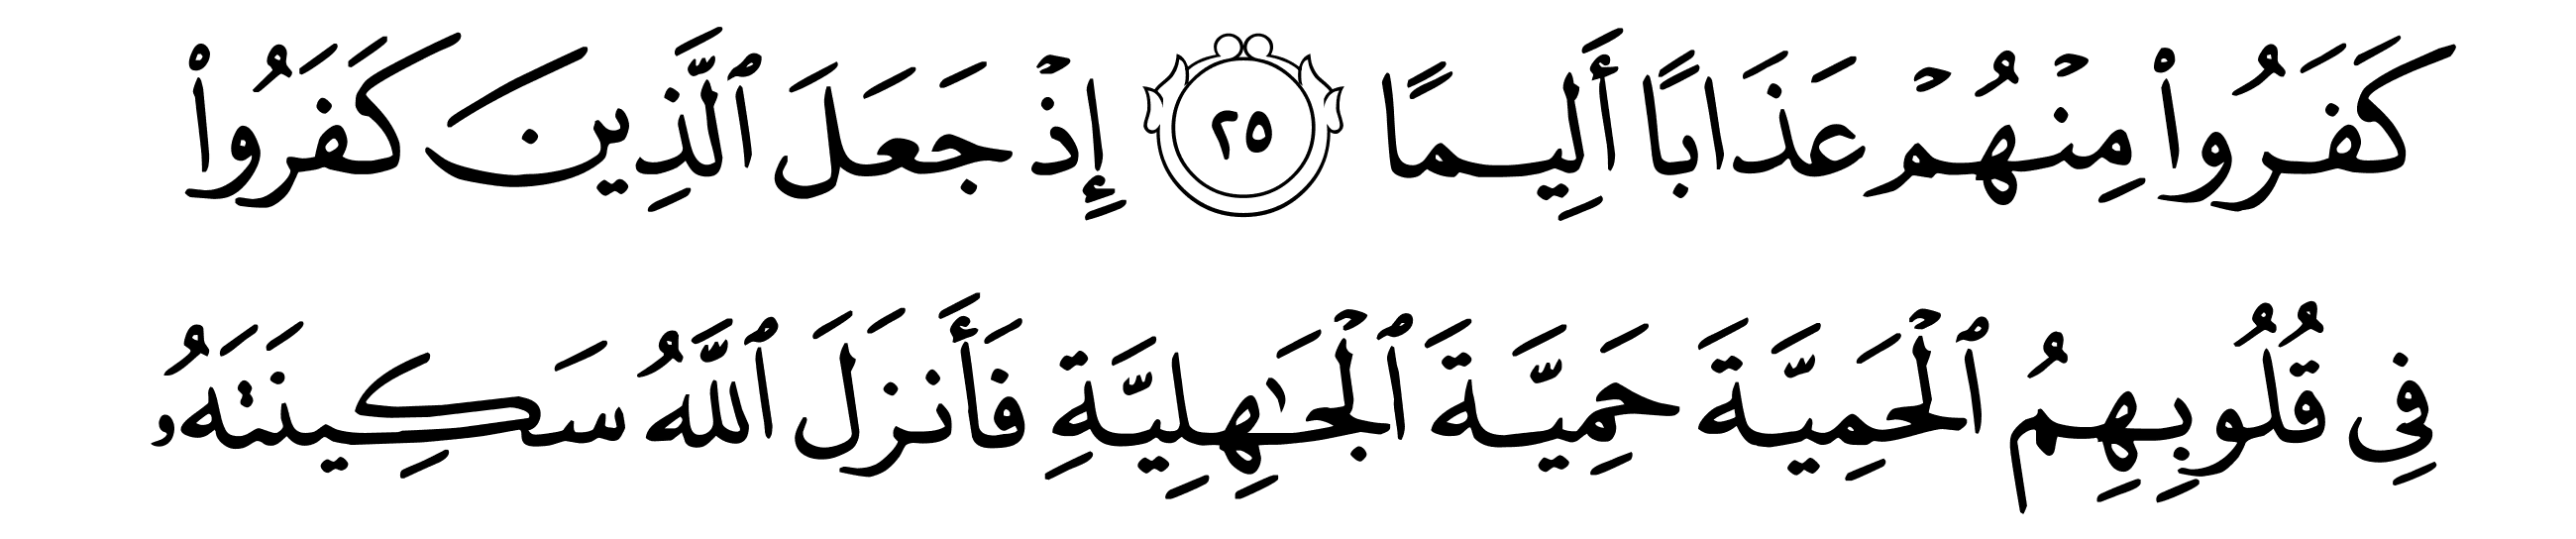 كَفَرُواْ مِنْهُمْ عَذَابًا أَلِيمًا ٢٥ إِذْ جَعَلَ ٱلَّذِينَ كَفَرُواْ
فِي قُلُوبِهِمُ ٱلْحَمِيَّةَ حَمِيَّةَ ٱلْجَٰهِلِيَّةِ فَأَنزَلَ ٱللَّهُ سَكِينَتَهُۥ